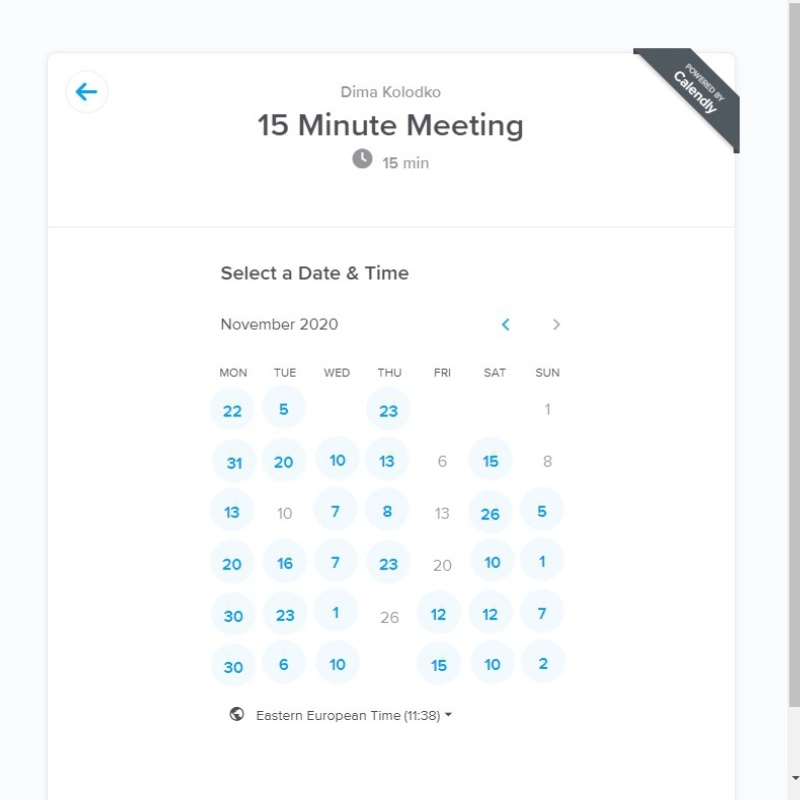 POWERED BY
Calendly
Dima Kolodko
15 Minute Meeting
15 min
Select a Date & Time
November 2020
MON TUE WED THU FRI SAT SUN
22 5 23 1
31 20 10 13 6 15 8
13 10 7 8 13 26 5
20 16 7 23 20 10 1
30 23 1 26 12 12 7
30 6 10 15 10 2
Eastern European Time (11:38)